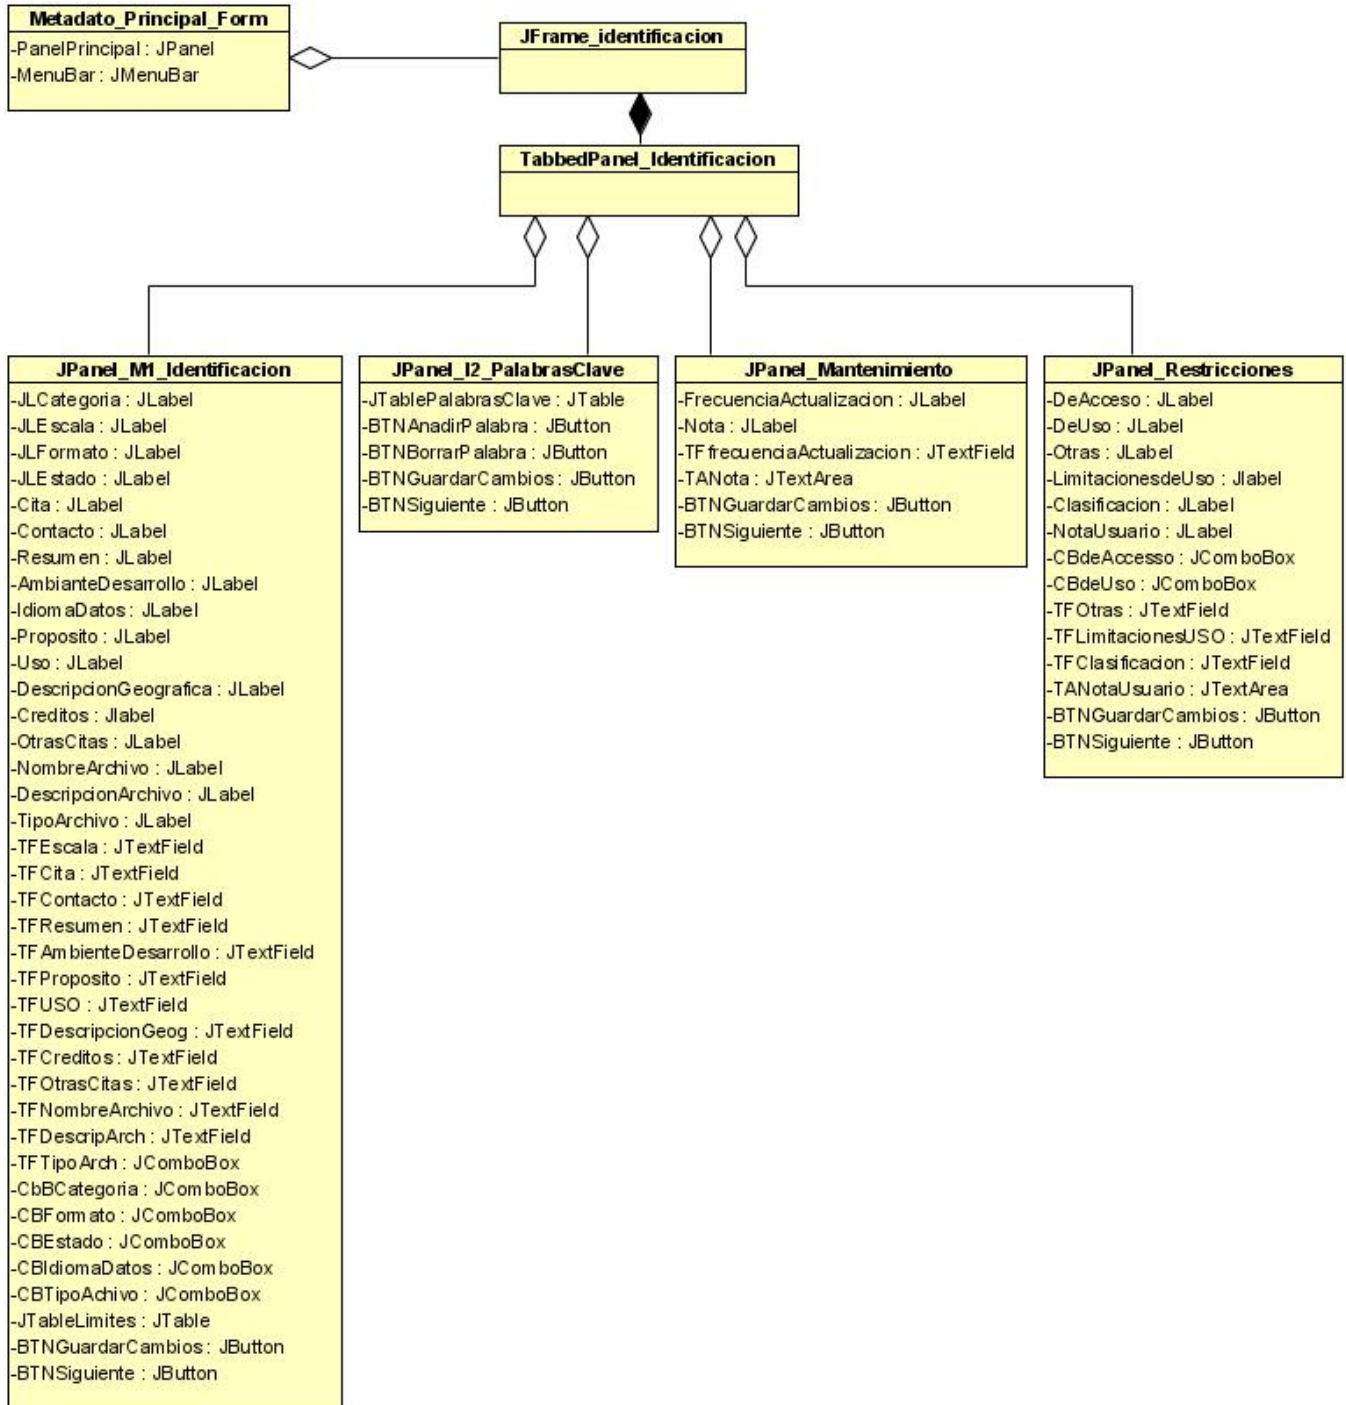 Metadato_Principal_Form
-PanelPrincipal : JPanel
-MenuBar : JMenuBar
JFrame_identificacion
TabbedPanel_Identificacion
JPanel_M1_Identificacion
-JLCategoria : JLabel
-JLEscala : JLabel
-JLFormato : JLabel
-JLEstado : JLabel
-Cita : JLabel
-Contacto : JLabel
-Resumen : JLabel
-AmbianteDesarrollo : JLabel
-IdiomaDatos : JLabel
-Proposito : JLabel
-Uso : JLabel
-DescripcionGeografica : JLabel
-Creditos : Jlabel
-OtrasCitas : JLabel
-NombreArchivo : JLabel
-DescripcionArchivo : JLabel
-TipoArchivo : JLabel
-TFEscala : JTextField
-TFCita : JTextField
-TFContacto : JTextField
-TFResumen : JTextField
-TFAmbienteDesarrollo : JTextField
-TFProposito : JTextField
-TFUSO : JTextField
-TFDescripcionGeog : JTextField
-TFCreditos : JTextField
-TFOtrasCitas : JTextField
-TFNombreArchivo : JTextField
-TFDescripArch : JTextField
-TFTipoArch : JComboBox
-CbBCategoria : JComboBox
-CBFormato : JComboBox
-CBEstado : JComboBox
-CBIdiomaDatos : JComboBox
-CBTipoAchivo : JComboBox
-JTableLimites : JTable
-BTNGuardarCambios : JButton
-BTNSiguiente : JButton
JPanel_I2_PalabrasClave
-JTablePalabrasClave : JTable
-BTNAnadirPalabra : JButton
-BTNBorrarPalabra : JButton
-BTNGuardarCambios : JButton
-BTNSiguiente : JButton
JPanel_Mantenimiento
-FrecuenciaActualizacion : JLabel
-Nota : JLabel
-TFfrecuenciaActualizacion : JTextField
-TANota : JTextArea
-BTNGuardarCambios : JButton
-BTNSiguiente : JButton
JPanel_Restricciones
-DeAcceso : JLabel
-DeUso : JLabel
-Otras : JLabel
-LimitacionesdeUso : Jlabel
-Clasificacion : JLabel
-NotaUsuario : JLabel
-CBdeAccesso : JComboBox
-CBdeUso : JComboBox
-TFOtras : JTextField
-TFLimitacionesUSO : JTextField
-TFClasificacion : JTextField
-TANotaUsuario : JTextArea
-BTNGuardarCambios : JButton
-BTNSiguiente : JButton